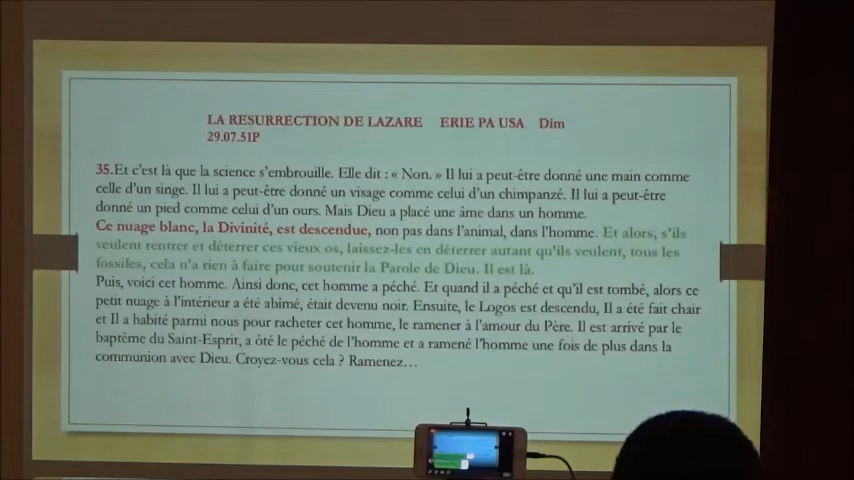 LA RESURRECTION DE LAZARE ERIE PA USA Dim
29.07.51P
35.Et c'est là que la science s'embrouille. Elle dit : « Non. » Il lui a peut-être donné une main comme
celle d'un singe. Il lui a peut-être donné un visage comme celui d'un chimpanzé. Il lui a peut-être
donné un pied comme celui d'un ours. Mais Dieu a placé une âme dans un homme.
Ce nuage blanc, la Divinité, est descendue, non pas dans l'animal, dans l'homme. Et alors, s'ils
veulent rentrer et déterrer ces vieux os, laissez-les en déterrer autant qu'ils veulent, tous les
fossiles, cela n'a rien à faire pour soutenir la Parole de Dieu. Il est là.
Puis, voici cet homme. Ainsi donc, cet homme a péché. Et quand il a péché et qu'il est tombé, alors ce
petit nuage à l'intérieur a été abimé, était devenu noir. Ensuite, le Logos est descendu, Il a été fait chair
et Il a habité parmi nous pour racheter cet homme, le ramener à l'amour du Père. Il est arrivé par le
baptême du Saint-Esprit, a ôté le péché de l'homme et a ramené l'homme une fois de plus dans la
communion avec Dieu. Croyez-vous cela ? Ramenez…